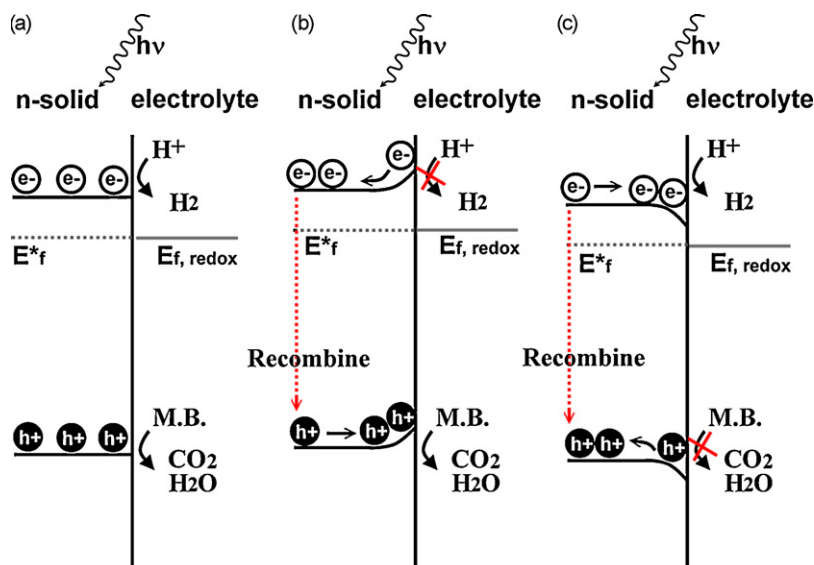 (a)
hν
n-solid electrolyte
e- e- e-
H+
H2
E*f
Ef, redox
h+ h+ h+
M.B.
CO2
H2O
(b)
hν
n-solid electrolyte
e- e- e-
H+
H2
E*f
Ef, redox
Recombine
h+ h+ h+
M.B.
CO2
H2O
(c)
hν
n-solid electrolyte
e- e- e-
H+
H2
E*f
Ef, redox
Recombine
h+ h+ h+
M.B.
CO2
H2O